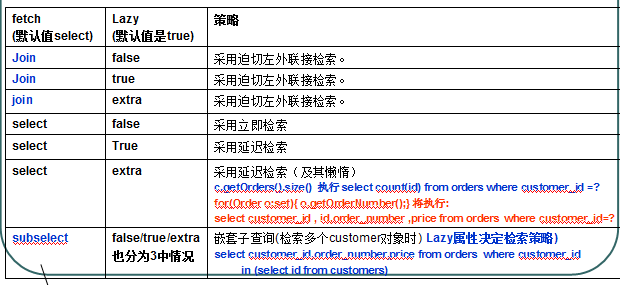 fetch
(默认值select)
Lazy
(默认值是true)
策略
Join
false
采用迫切左外联接检索。
Join
true
采用迫切左外联接检索。
join
extra
采用迫切左外联接检索。
select
false
采用立即检索
select
True
采用延迟检索
select
extra
采用延迟检索（及其懒惰）
c.getOrders().size() 执行 select count(id) from orders where customer_id =?
for(Order o:set){ o.getOrderNumber();} 将执行:
select customer_id , id,order_number ,price from orders where customer_id=?
subselect
false/true/extra
也分为3中情况
嵌套子查询(检索多个customer对象时) Lazy属性决定检索策略)
select customer_id,order_number,price from orders where customer_id
in (select id from customers)